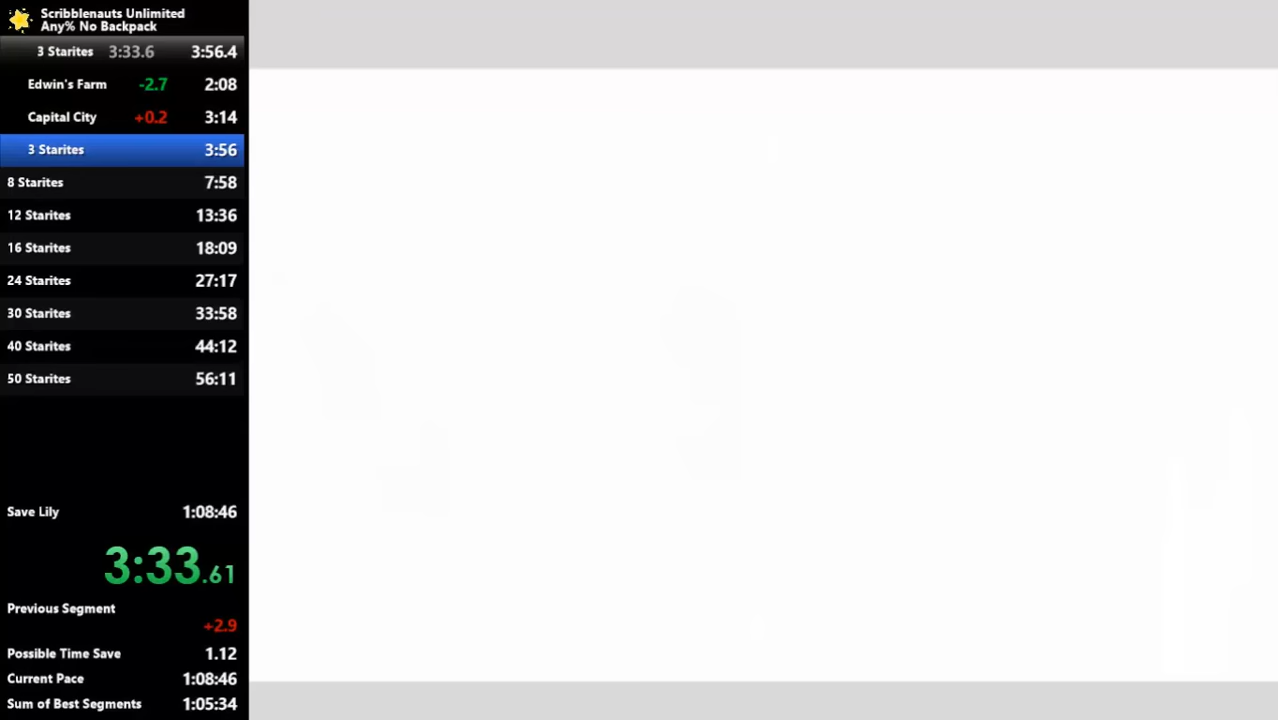 Scribblenauts Unlimited
Any% No Backpack
3 Starites 3:33.6 3:56.4
Edwin's Farm -2.7 2:08
Capital City +0.2 3:14
3 Starites 3:56
8 Starites 7:58
12 Starites 13:36
16 Starites 18:09
24 Starites 27:17
30 Starites 33:58
40 Starites 44:12
50 Starites 56:11
Save Lily 1:08:46
3:33.61
Previous Segment
+2.9
Possible Time Save 1.12
Current Pace 1:08:46
Sum of Best Segments 1:05:34